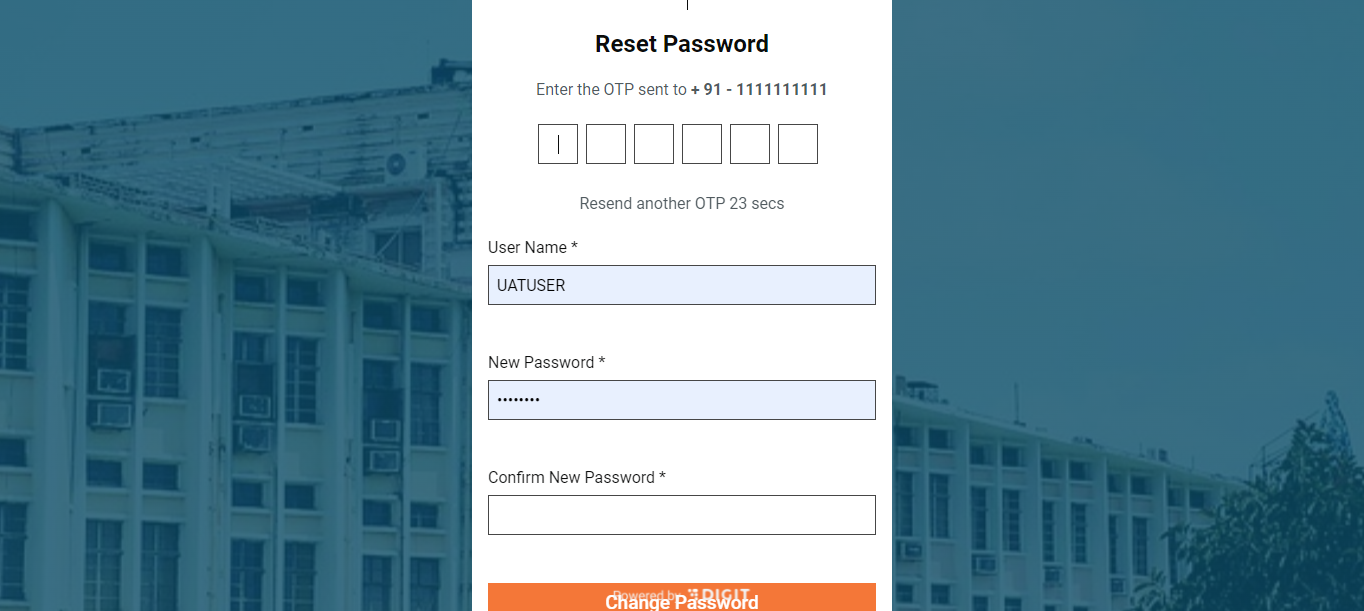 Reset Password
Enter the OTP sent to + 91 - 1111111111
Resend another OTP 23 secs
User Name *
UATUSER
New Password *
••••••••
Confirm New Password *
Powered by DIGIT
Change Password